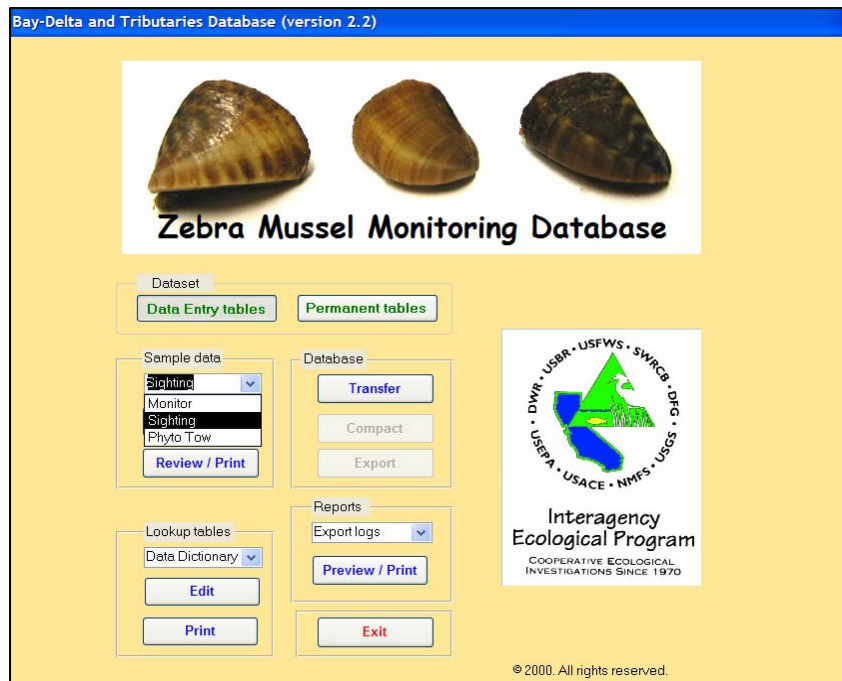 Bay-Delta and Tributaries Database (version 2.2)
Zebra Mussel Monitoring Database
Dataset
Data Entry tables
Permanent tables
Sample data
Sighting
Monitor
Sighting
Phyto Tow
Review / Print
Database
Transfer
Compact
Export
Lookup tables
Data Dictionary
Edit
Print
Reports
Export logs
Preview / Print
Exit
DWR · USBR · USFWS · SWRCB · DFG · USGS · NMFS · USACE · USEPA ·
Interagency
Ecological Program
COOPERATIVE ECOLOGICAL
INVESTIGATIONS SINCE 1970
© 2000. All rights reserved.